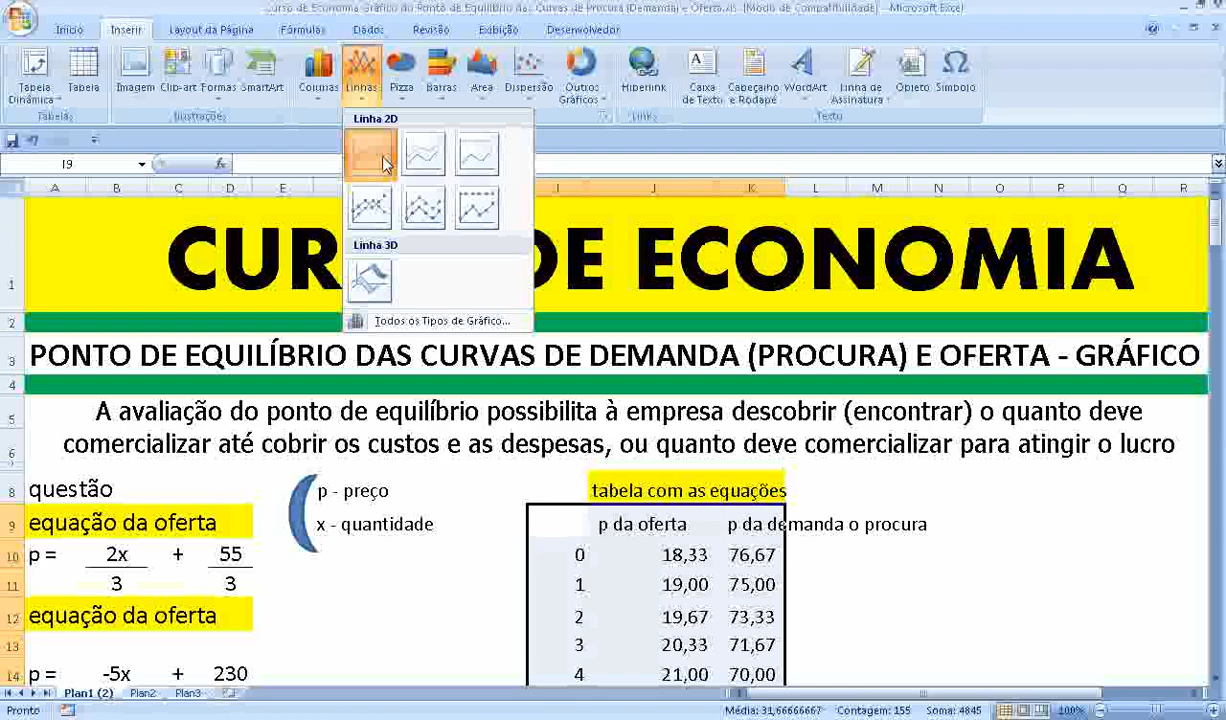 Curso de Economia Gráfico do Ponto de Equilíbrio das Curvas de Procura (Demanda) e Oferta.xls [Modo de Compatibilidade] - Microsoft Excel
Início Inserir Layout da Página Fórmulas Dados Revisão Exibição Desenvolvedor
Tabela Dinâmica Tabela Imagem Clip-art Formas SmartArt Colunas Linhas Pizza Barras Área Dispersão Outros Gráficos Hiperlink Caixa de Texto Cabeçalho e Rodapé WordArt Linha de Assinatura Objeto Símbolo
Tabelas Ilustrações Links Texto
Linha 2D
Linha 3D
Todos os Tipos de Gráfico...
I9 fx
A B C D E I J K L M N O P Q R
1 CUR DE ECONOMIA
2
3 PONTO DE EQUILÍBRIO DAS CURVAS DE DEMANDA (PROCURA) E OFERTA - GRÁFICO
4
5 A avaliação do ponto de equilíbrio possibilita à empresa descobrir (encontrar) o quanto deve
6 comercializar até cobrir os custos e as despesas, ou quanto deve comercializar para atingir o lucro
8 questão p - preço tabela com as equações
9 equação da oferta x - quantidade p da oferta p da demanda o procura
10 p = 2x + 55 0 18,33 76,67
11 3 3 1 19,00 75,00
12 equação da oferta 2 19,67 73,33
13 3 20,33 71,67
14 p = -5x + 230 4 21,00 70,00
Plan1 (2) Plan2 Plan3
Pronto Média: 31,66666667 Contagem: 155 Soma: 4845 100%